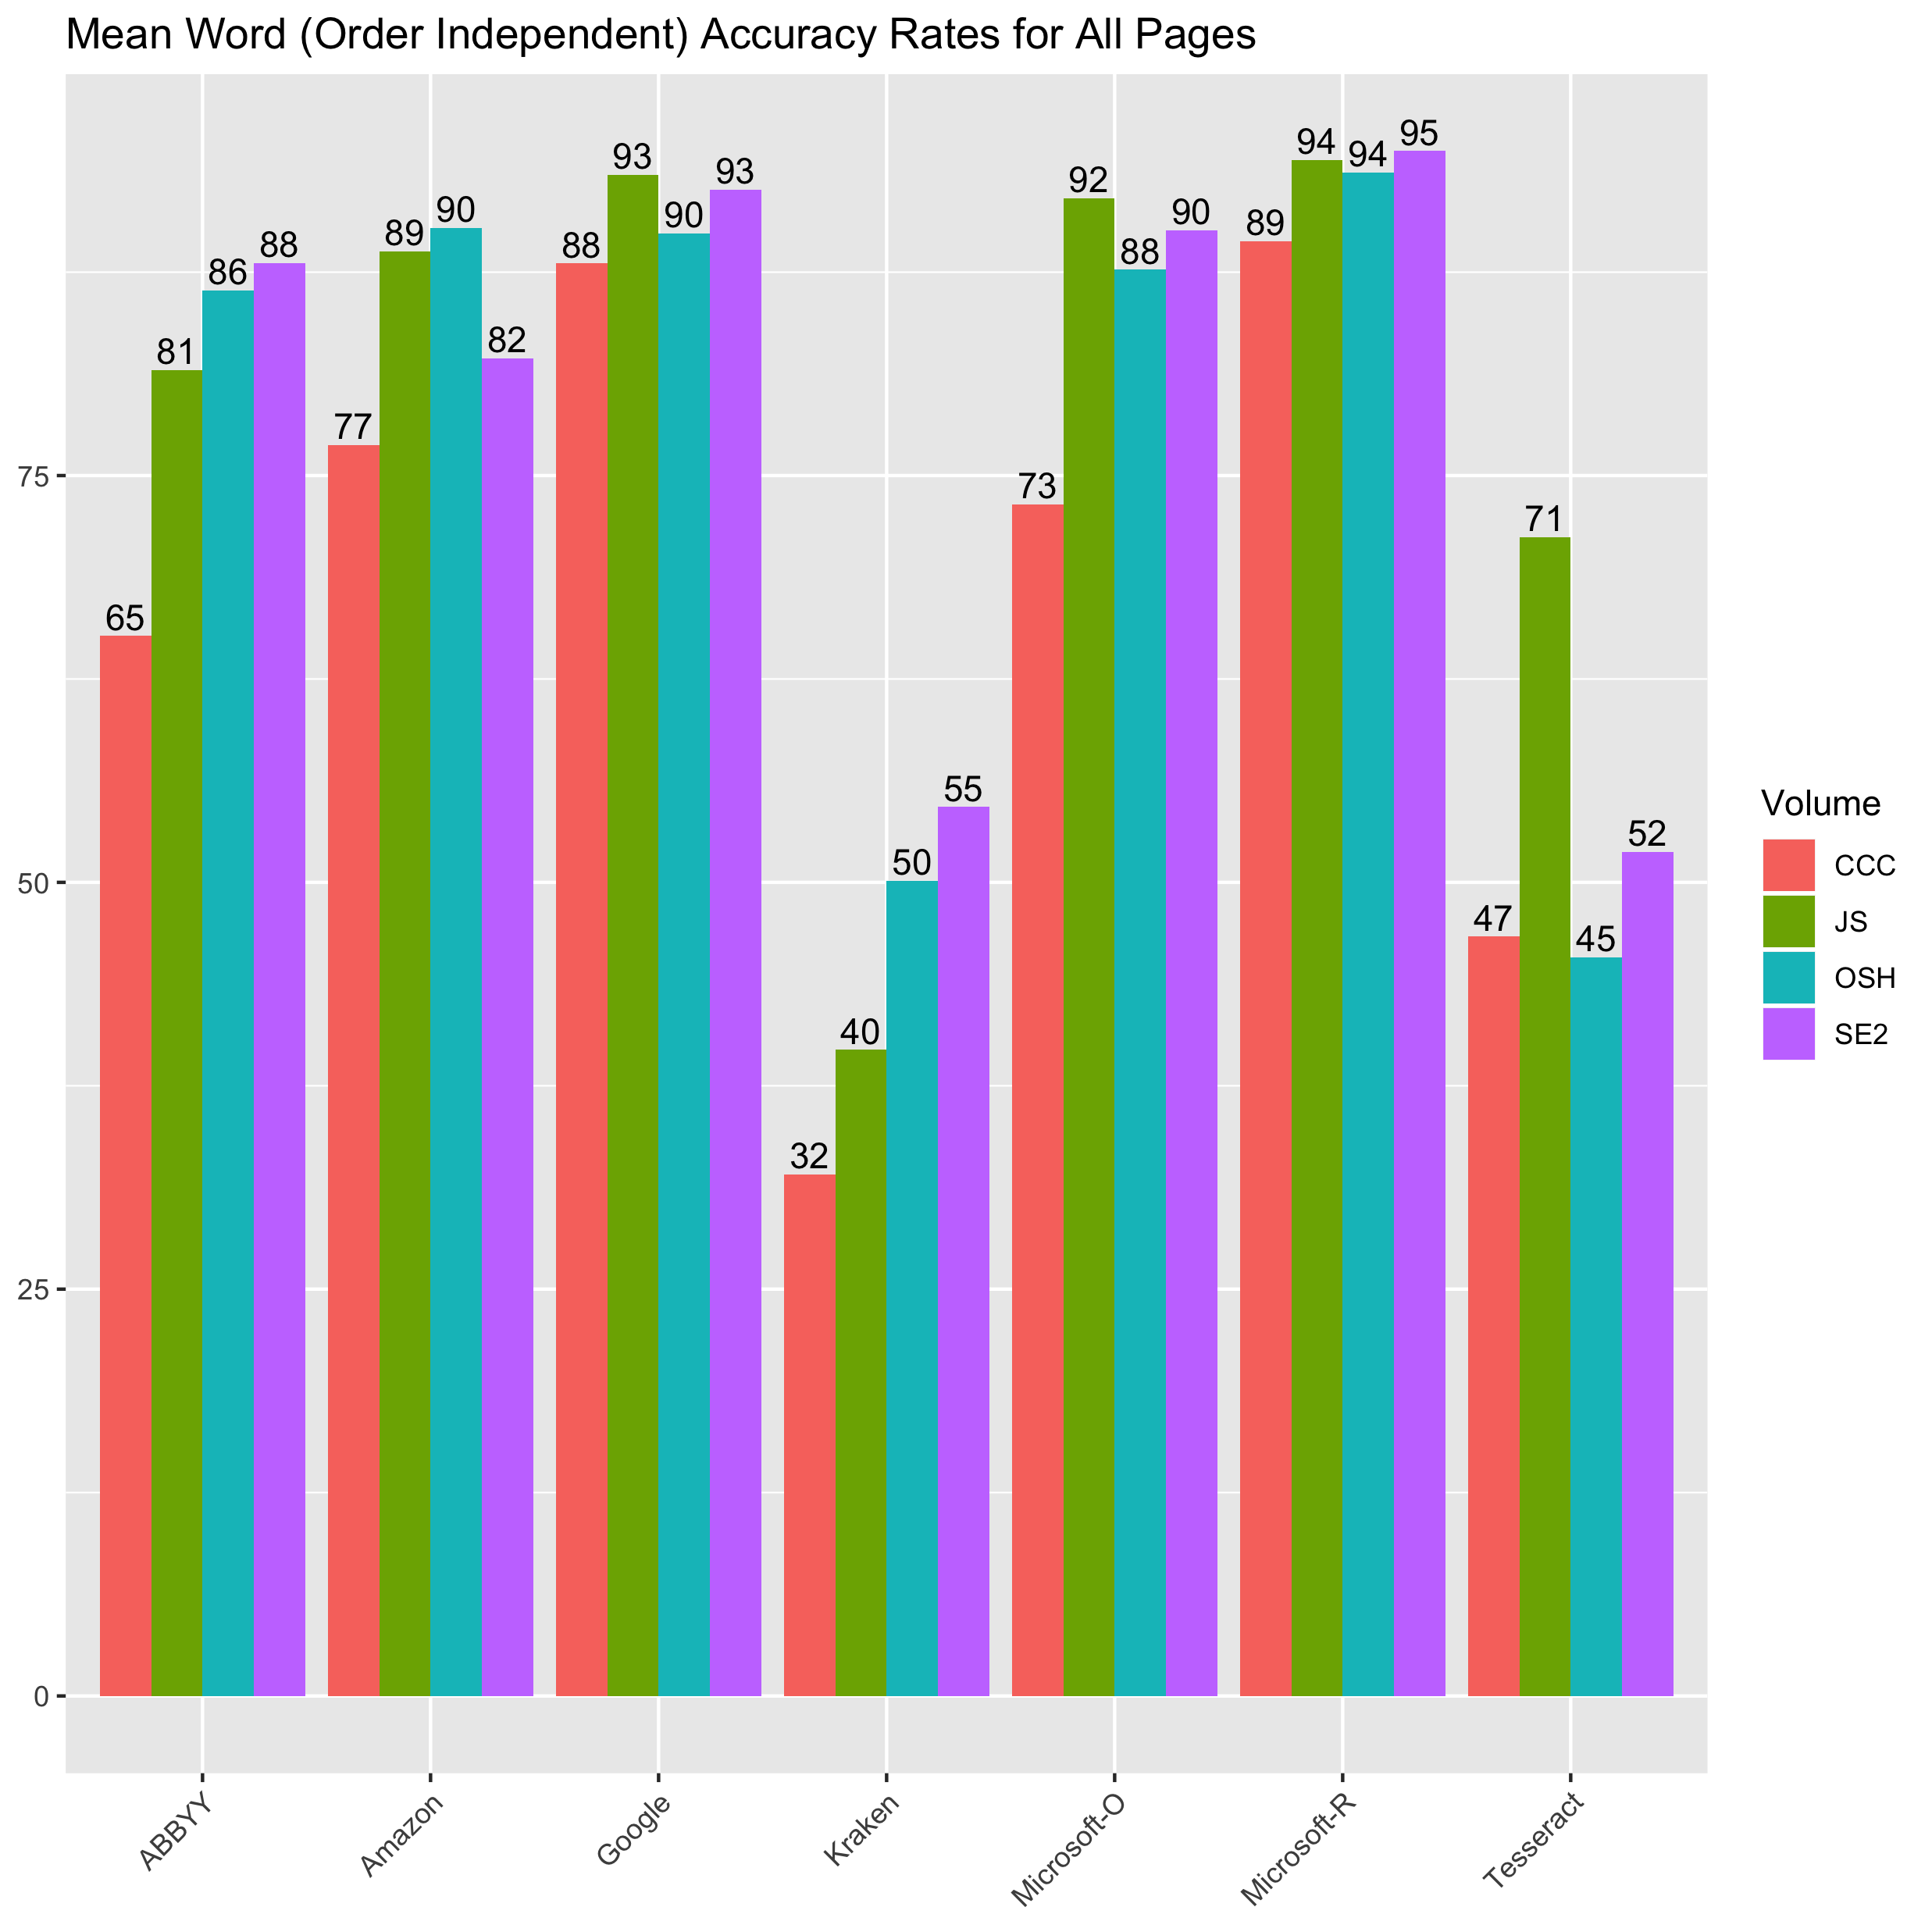 Mean Word (Order Independent) Accuracy Rates for All Pages
75
50
25
0
65
81
86
88
77
89
90
82
88
93
90
93
32
40
50
55
73
92
88
90
89
94
94
95
47
71
45
52
ABBYY
Amazon
Google
Kraken
Microsoft-O
Microsoft-R
Tesseract
Volume
CCC
JS
OSH
SE2